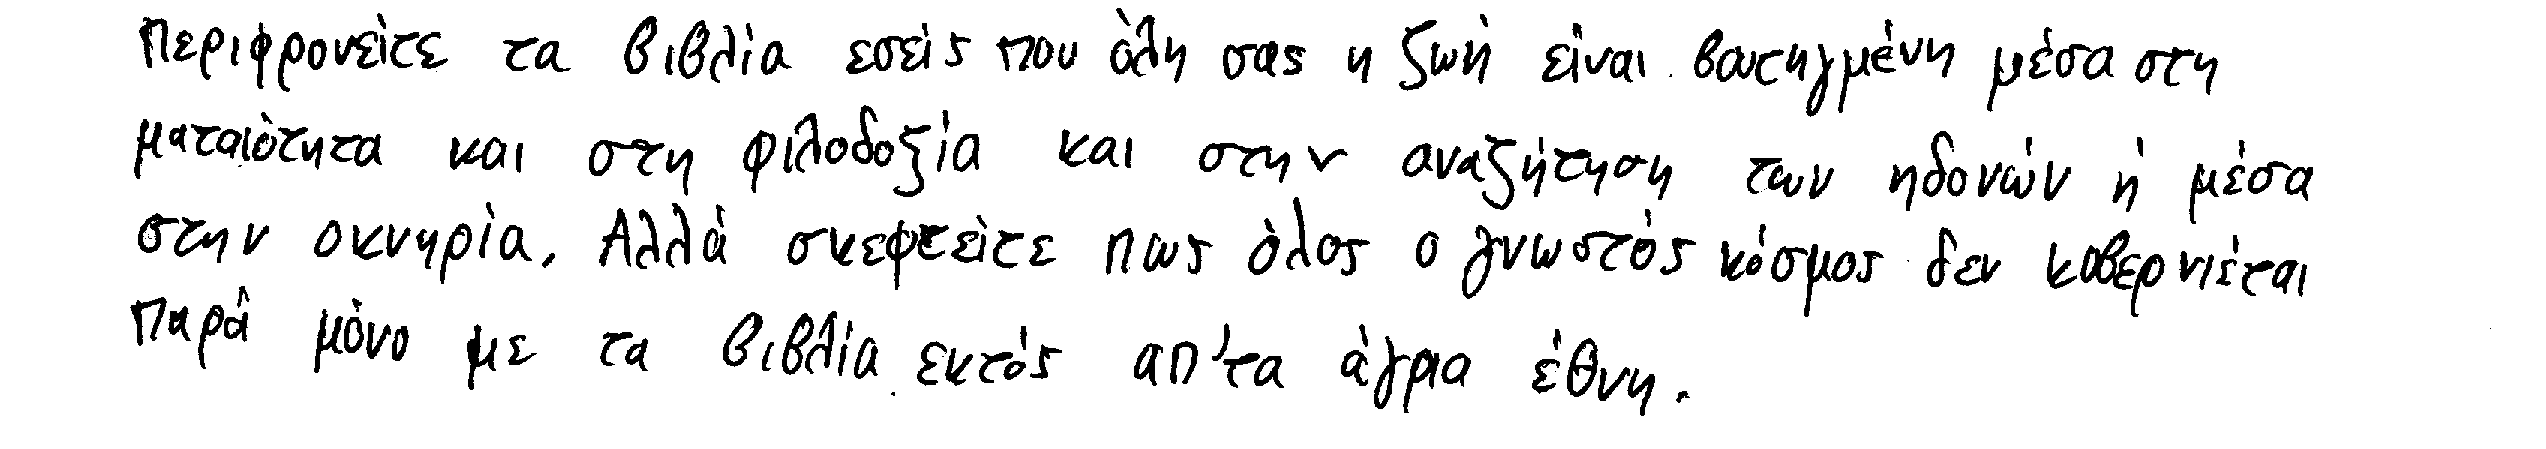 Περιφρονείτε τα βιβλία εσείς που όλη σας η ζωή είναι βουτηγμένη μέσα στη
ματαιότητα και στη φιλοδοξία και στην αναζήτηση των ηδονών ή μέσα
στην οκνηρία. Αλλά σκεφτείτε πως όλος ο γνωστός κόσμος δεν κοβερνιέται
παρά μόνο με τα βιβλία εκτός απ'τα άγρια έθνη.